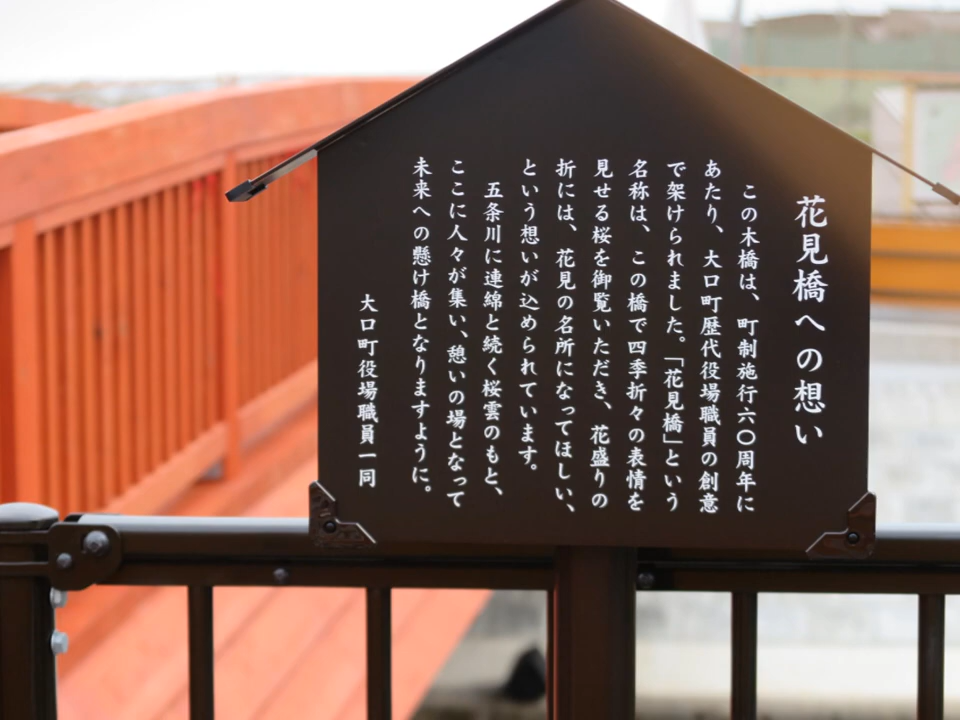 花見橋への想い
この木橋は、町制施行六〇周年に
あたり、大口町歴代役場職員の創意
で架けられました。「花見橋」という
名称は、この橋で四季折々の表情を
見せる桜を御覧いただき、花盛りの
折には、花見の名所になってほしい、
という想いが込められています。
五条川に連綿と続く桜雲のもと、
ここに人々が集い、憩いの場となって
未来への懸け橋となりますように。
大口町役場職員一同